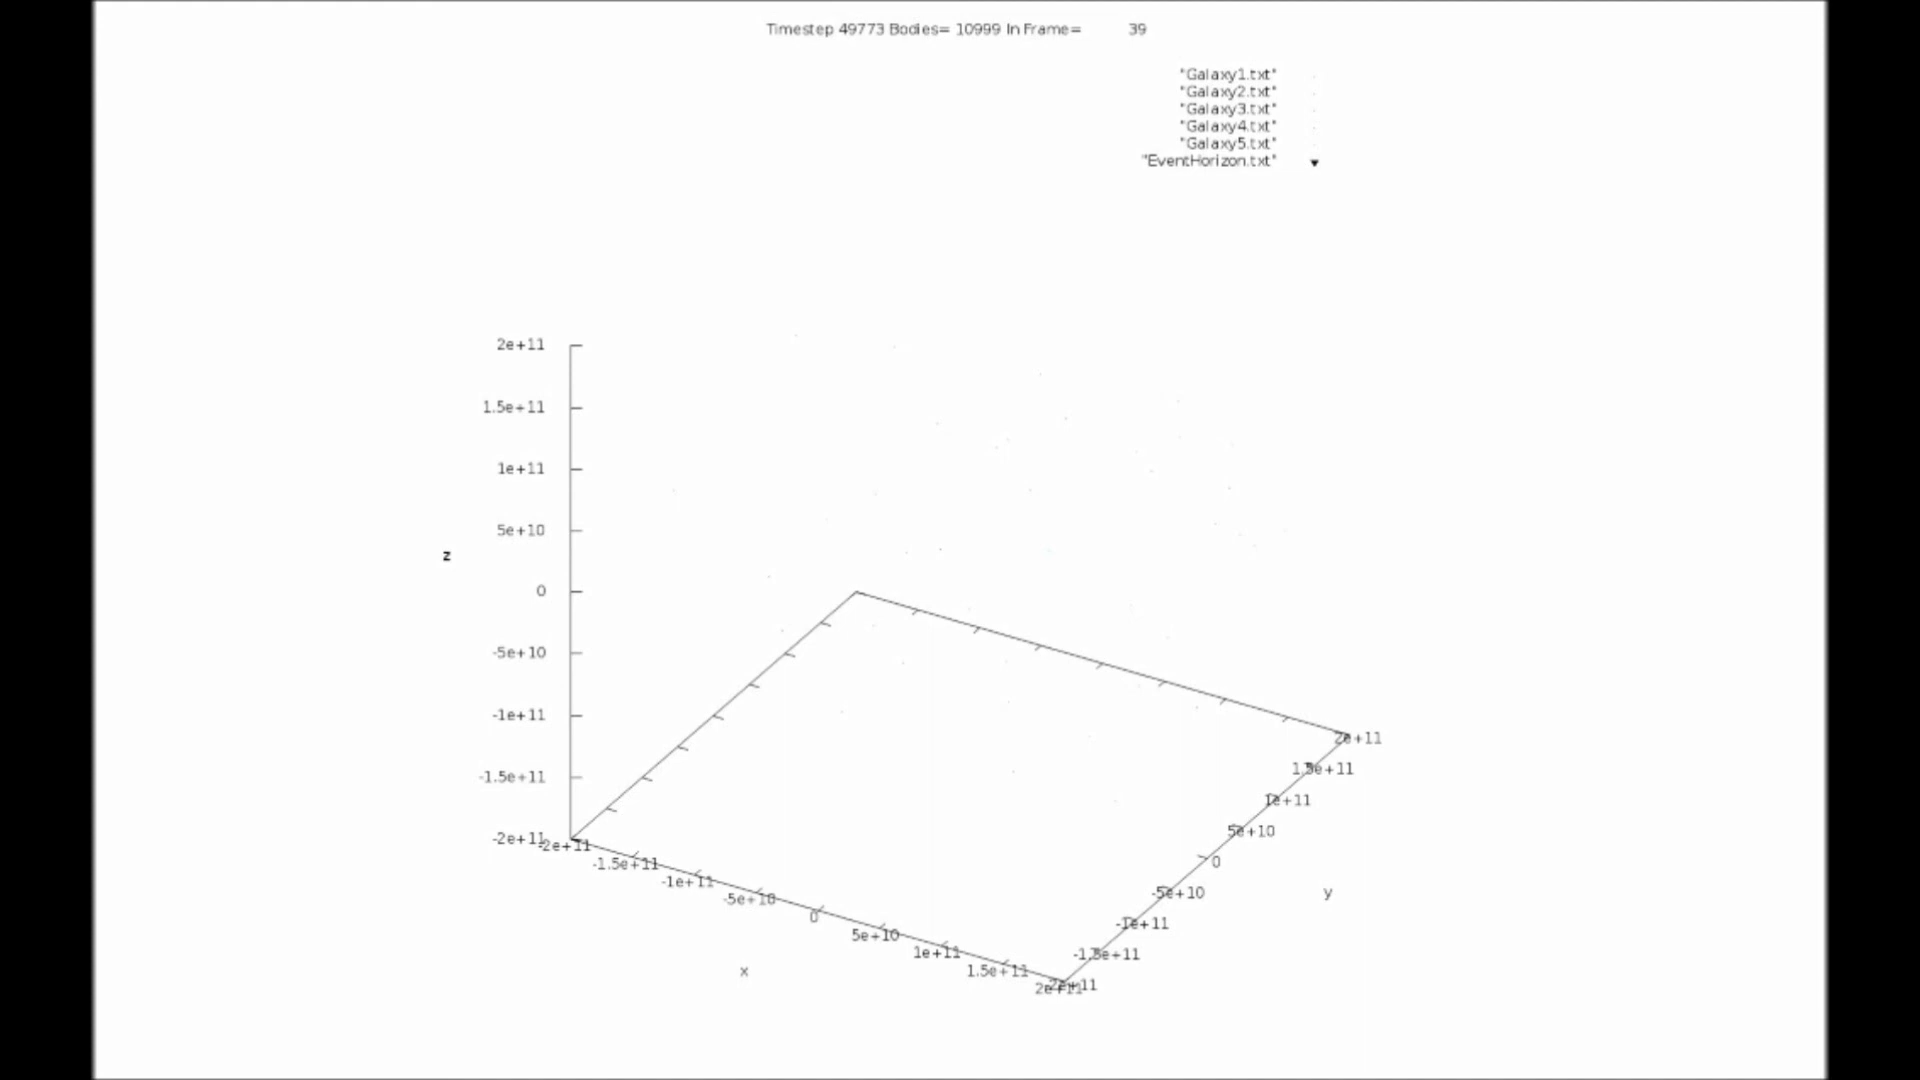 Timestep 49773 Bodies= 10999 In Frame= 39
"Galaxy1.txt"
"Galaxy2.txt"
"Galaxy3.txt"
"Galaxy4.txt"
"Galaxy5.txt"
"EventHorizon.txt"
2e+11
1.5e+11
1e+11
5e+10
z
0
-5e+10
-1e+11
-1.5e+11
-2e+11
-2e+11
-1.5e+11
-1e+11
-5e+10
0
5e+10
1e+11
1.5e+11
2e+11
x
2e+11
1.5e+11
1e+11
5e+10
0
-5e+10
-1e+11
-1.5e+11
-2e+11
y